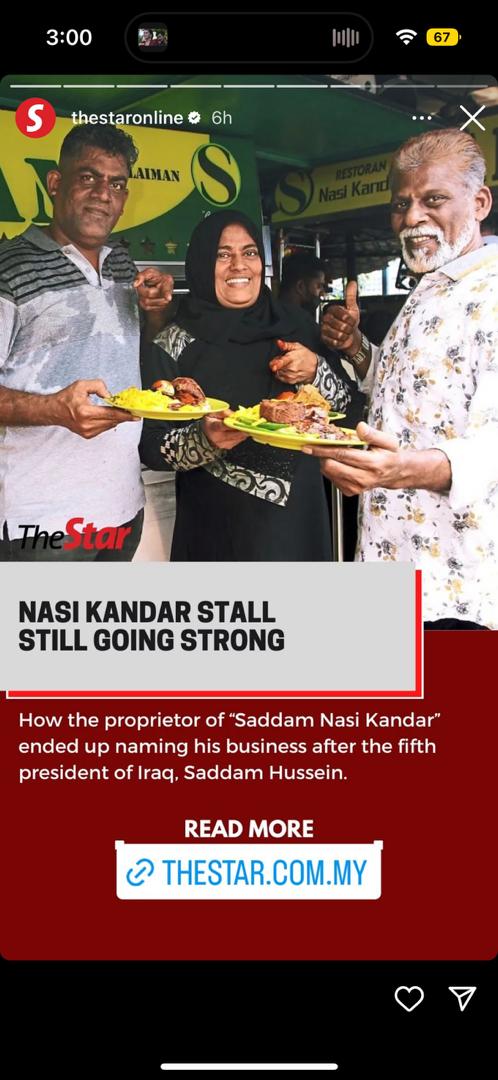 3:00
67
S
thestaronline 6h
LAIMAN
S
S
RESTORAN
Nasi Kand
TheStar
NASI KANDAR STALL
STILL GOING STRONG
How the proprietor of “Saddam Nasi Kandar”
ended up naming his business after the fifth
president of Iraq, Saddam Hussein.
READ MORE
THESTAR.COM.MY